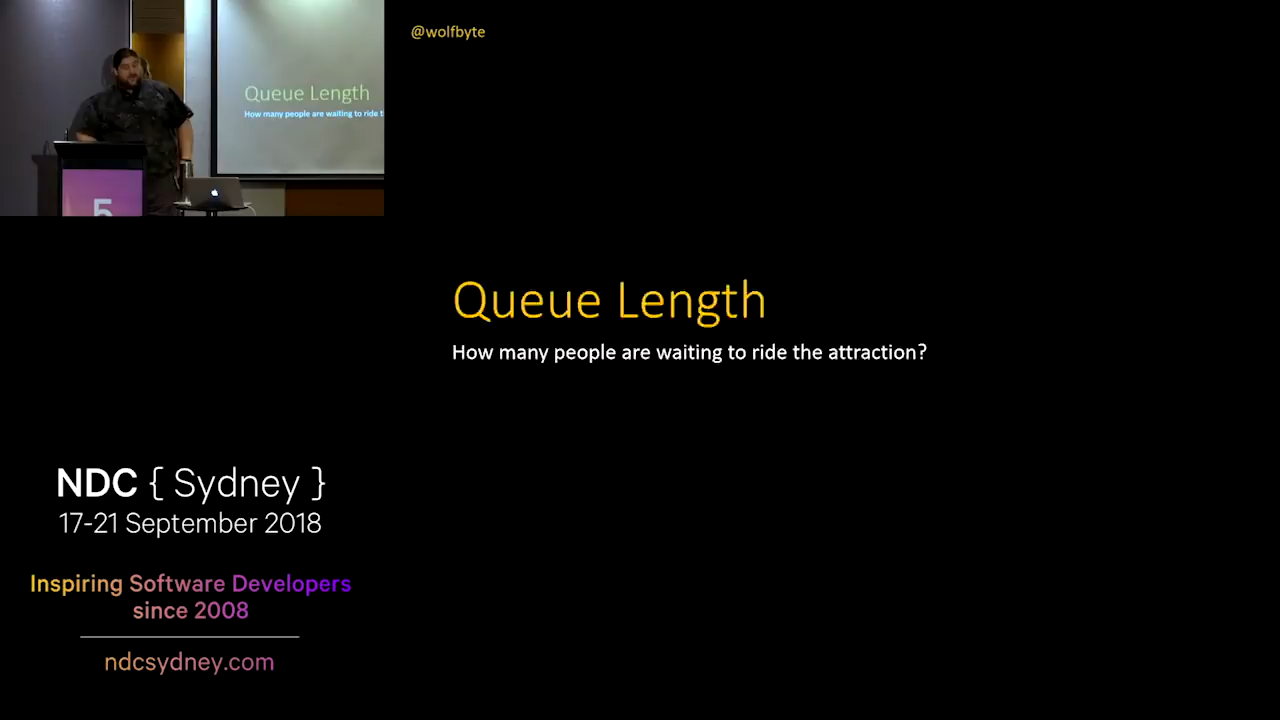 Queue Length
How many people are waiting to ride t
5
@wolfbyte
Queue Length
How many people are waiting to ride the attraction?
NDC { Sydney }
17-21 September 2018
Inspiring Software Developers
since 2008
ndcsydney.com